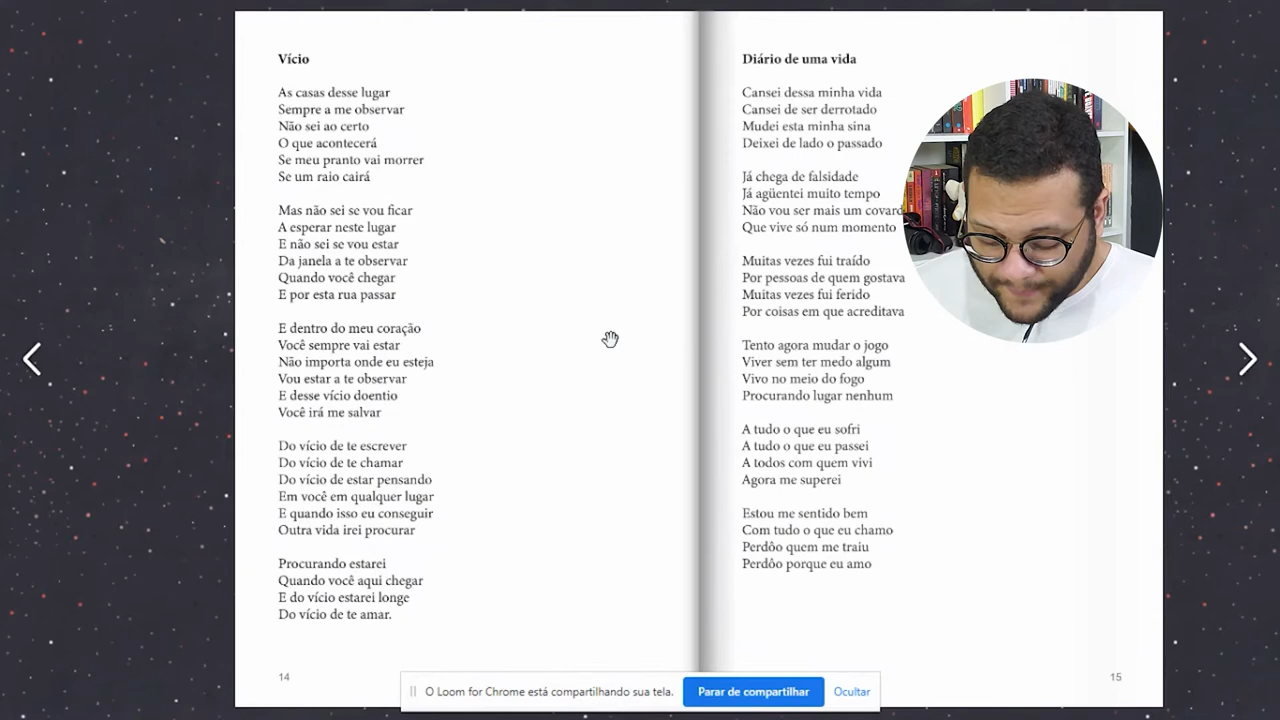 Vício
As casas desse lugar
Sempre a me observar
Não sei ao certo
O que acontecerá
Se meu pranto vai morrer
Se um raio cairá
Mas não sei se vou ficar
A esperar neste lugar
E não sei se vou estar
Da janela a te observar
Quando você chegar
E por esta rua passar
E dentro do meu coração
Você sempre vai estar
Não importa onde eu esteja
Vou estar a te observar
E desse vício doentio
Você irá me salvar
Do vício de te escrever
Do vício de te chamar
Do vício de estar pensando
Em você em qualquer lugar
E quando isso eu conseguir
Outra vida irei procurar
Procurando estarei
Quando você aqui chegar
E do vício estarei longe
Do vício de te amar.
14
Diário de uma vida
Cansei dessa minha vida
Cansei de ser derrotado
Mudei esta minha sina
Deixei de lado o passado
Já chega de falsidade
Já agüentei muito tempo
Não vou ser mais um covard
Que vive só num momento
Muitas vezes fui traído
Por pessoas de quem gostava
Muitas vezes fui ferido
Por coisas em que acreditava
Tento agora mudar o jogo
Viver sem ter medo algum
Vivo no meio do fogo
Procurando lugar nenhum
A tudo o que eu sofri
A tudo o que eu passei
A todos com quem vivi
Agora me superei
Estou me sentido bem
Com tudo o que eu chamo
Perdôo quem me traiu
Perdôo porque eu amo
15
O Loom for Chrome está compartilhando sua tela. Parar de compartilhar Ocultar